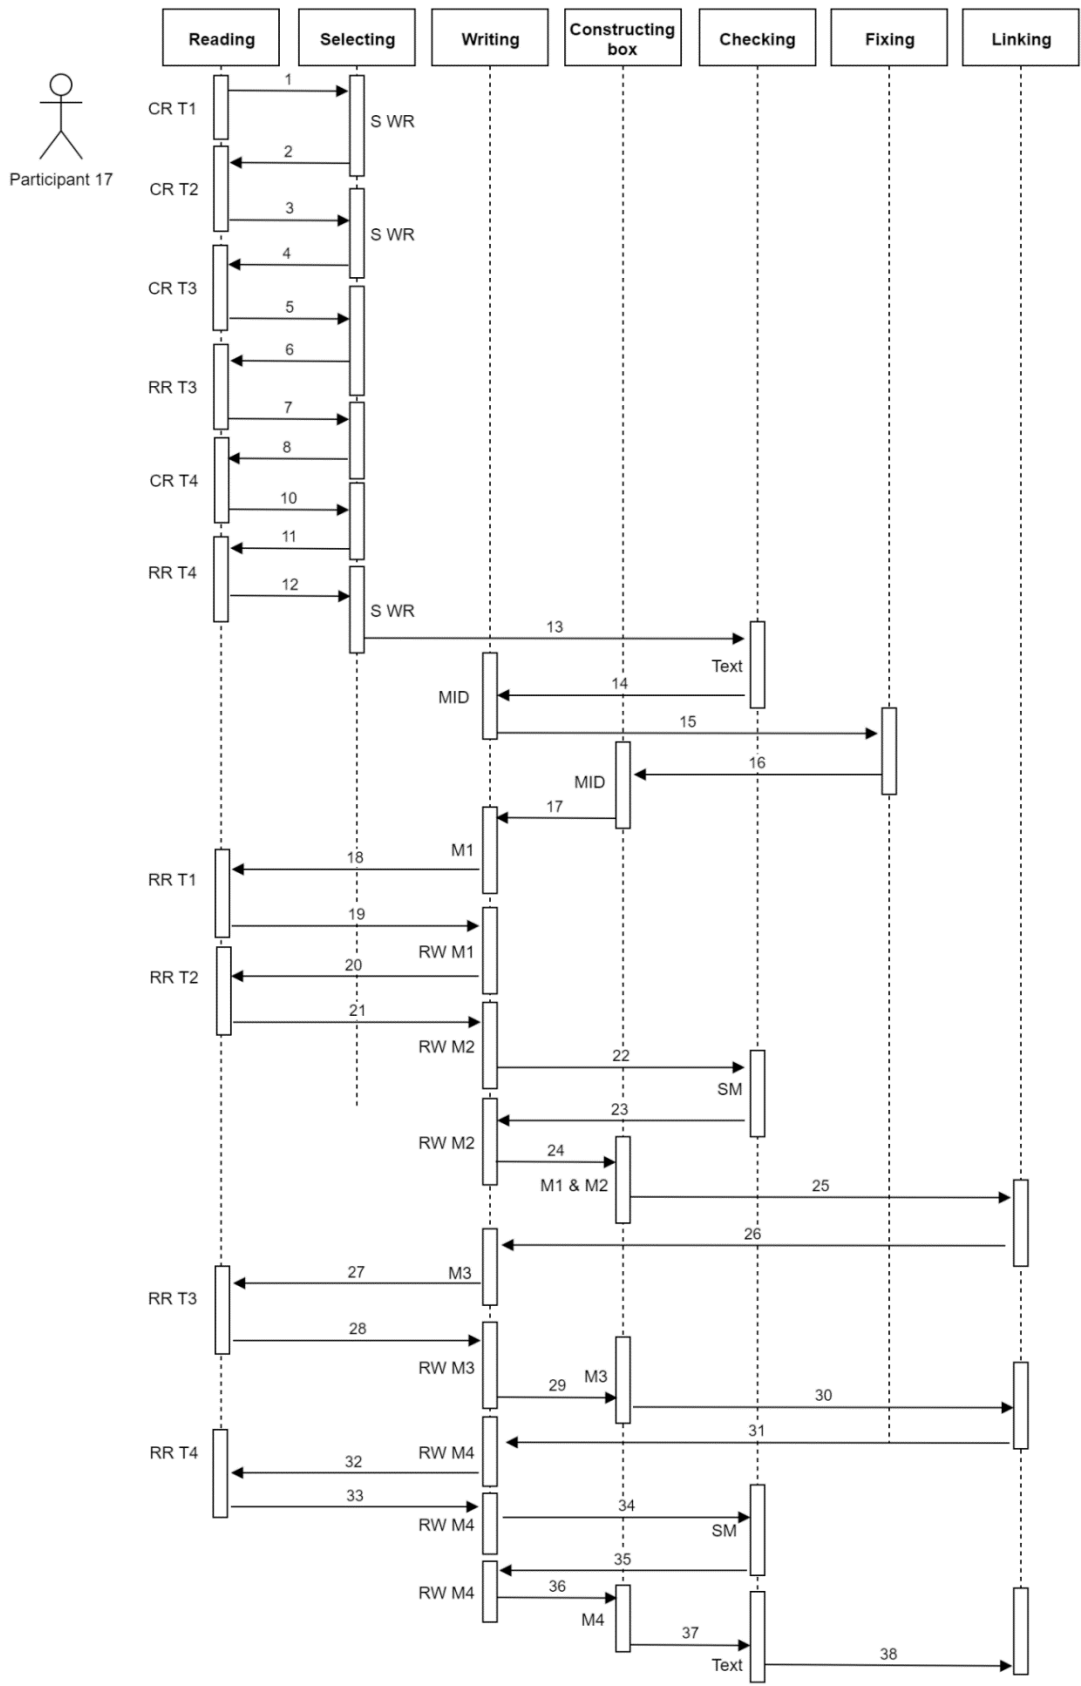 Reading
Selecting
Writing
Constructing
box
Checking
Fixing
Linking
Participant 17
1
CR T1
S WR
2
CR T2
3
S WR
4
CR T3
5
6
RR T3
7
8
CR T4
10
11
RR T4
12
S WR
13
Text
14
MID
15
16
MID
17
M1
18
RR T1
19
RW M1
20
RR T2
21
RW M2
22
SM
23
RW M2
24
M1 & M2
25
26
M3
27
RR T3
28
RW M3
29
M3
30
31
RR T4
RW M4
32
33
RW M4
34
SM
35
RW M4
36
M4
37
Text
38